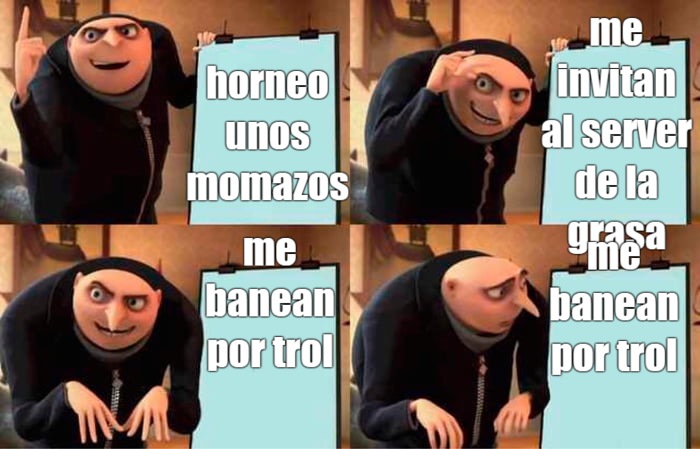 horneo
unos
momazos
me
invitan
al server
de la
grasa
me
banean
por trol
me
banean
por trol